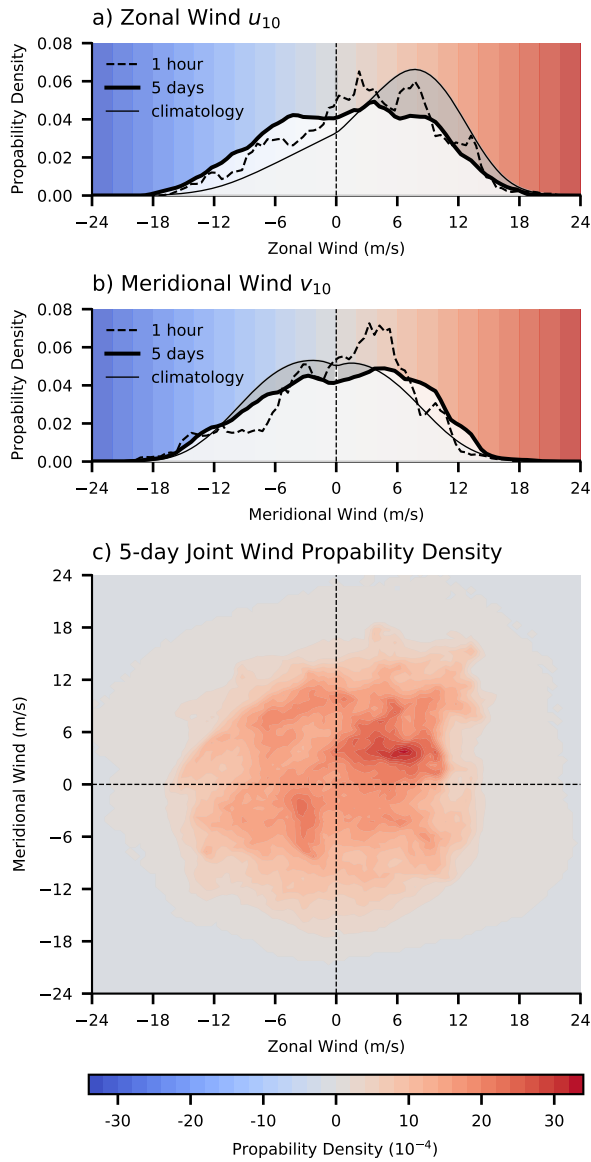 a) Zonal Wind u10
Propability Density
0.08
0.06
0.04
0.02
0.00
1 hour
5 days
climatology
−24 −18 −12 −6 0 6 12 18 24
Zonal Wind (m/s)
b) Meridional Wind v10
Propability Density
0.08
0.06
0.04
0.02
0.00
1 hour
5 days
climatology
−24 −18 −12 −6 0 6 12 18 24
Meridional Wind (m/s)
c) 5-day Joint Wind Propability Density
Meridional Wind (m/s)
24
18
12
6
0
−6
−12
−18
−24
−24 −18 −12 −6 0 6 12 18 24
Zonal Wind (m/s)
-30 -20 -10 0 10 20 30
Propability Density (10⁻⁴)